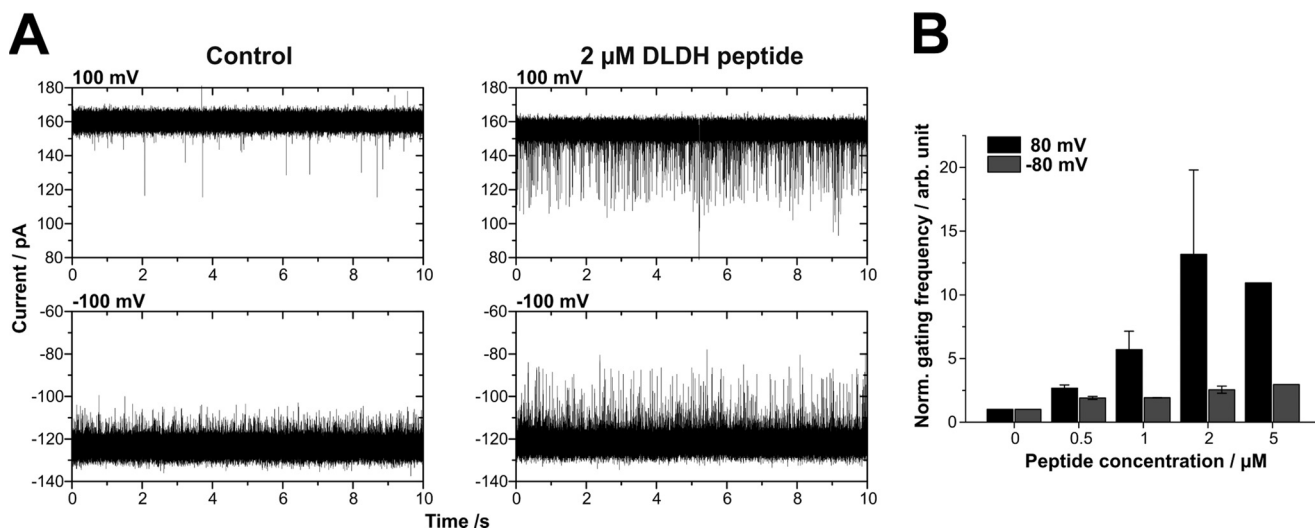 A
Control
2 µM DLDH peptide
B
100 mV
180
160
140
120
100
80
0 2 4 6 8 10
100 mV
180
160
140
120
100
80
0 2 4 6 8 10
-100 mV
-60
-80
-100
-120
-140
0 2 4 6 8 10
-100 mV
-60
-80
-100
-120
-140
0 2 4 6 8 10
Current / pA
Time /s
80 mV
-80 mV
Norm. gating frequency / arb. unit
20
15
10
5
0
0 0.5 1 2 5
Peptide concentration / µM